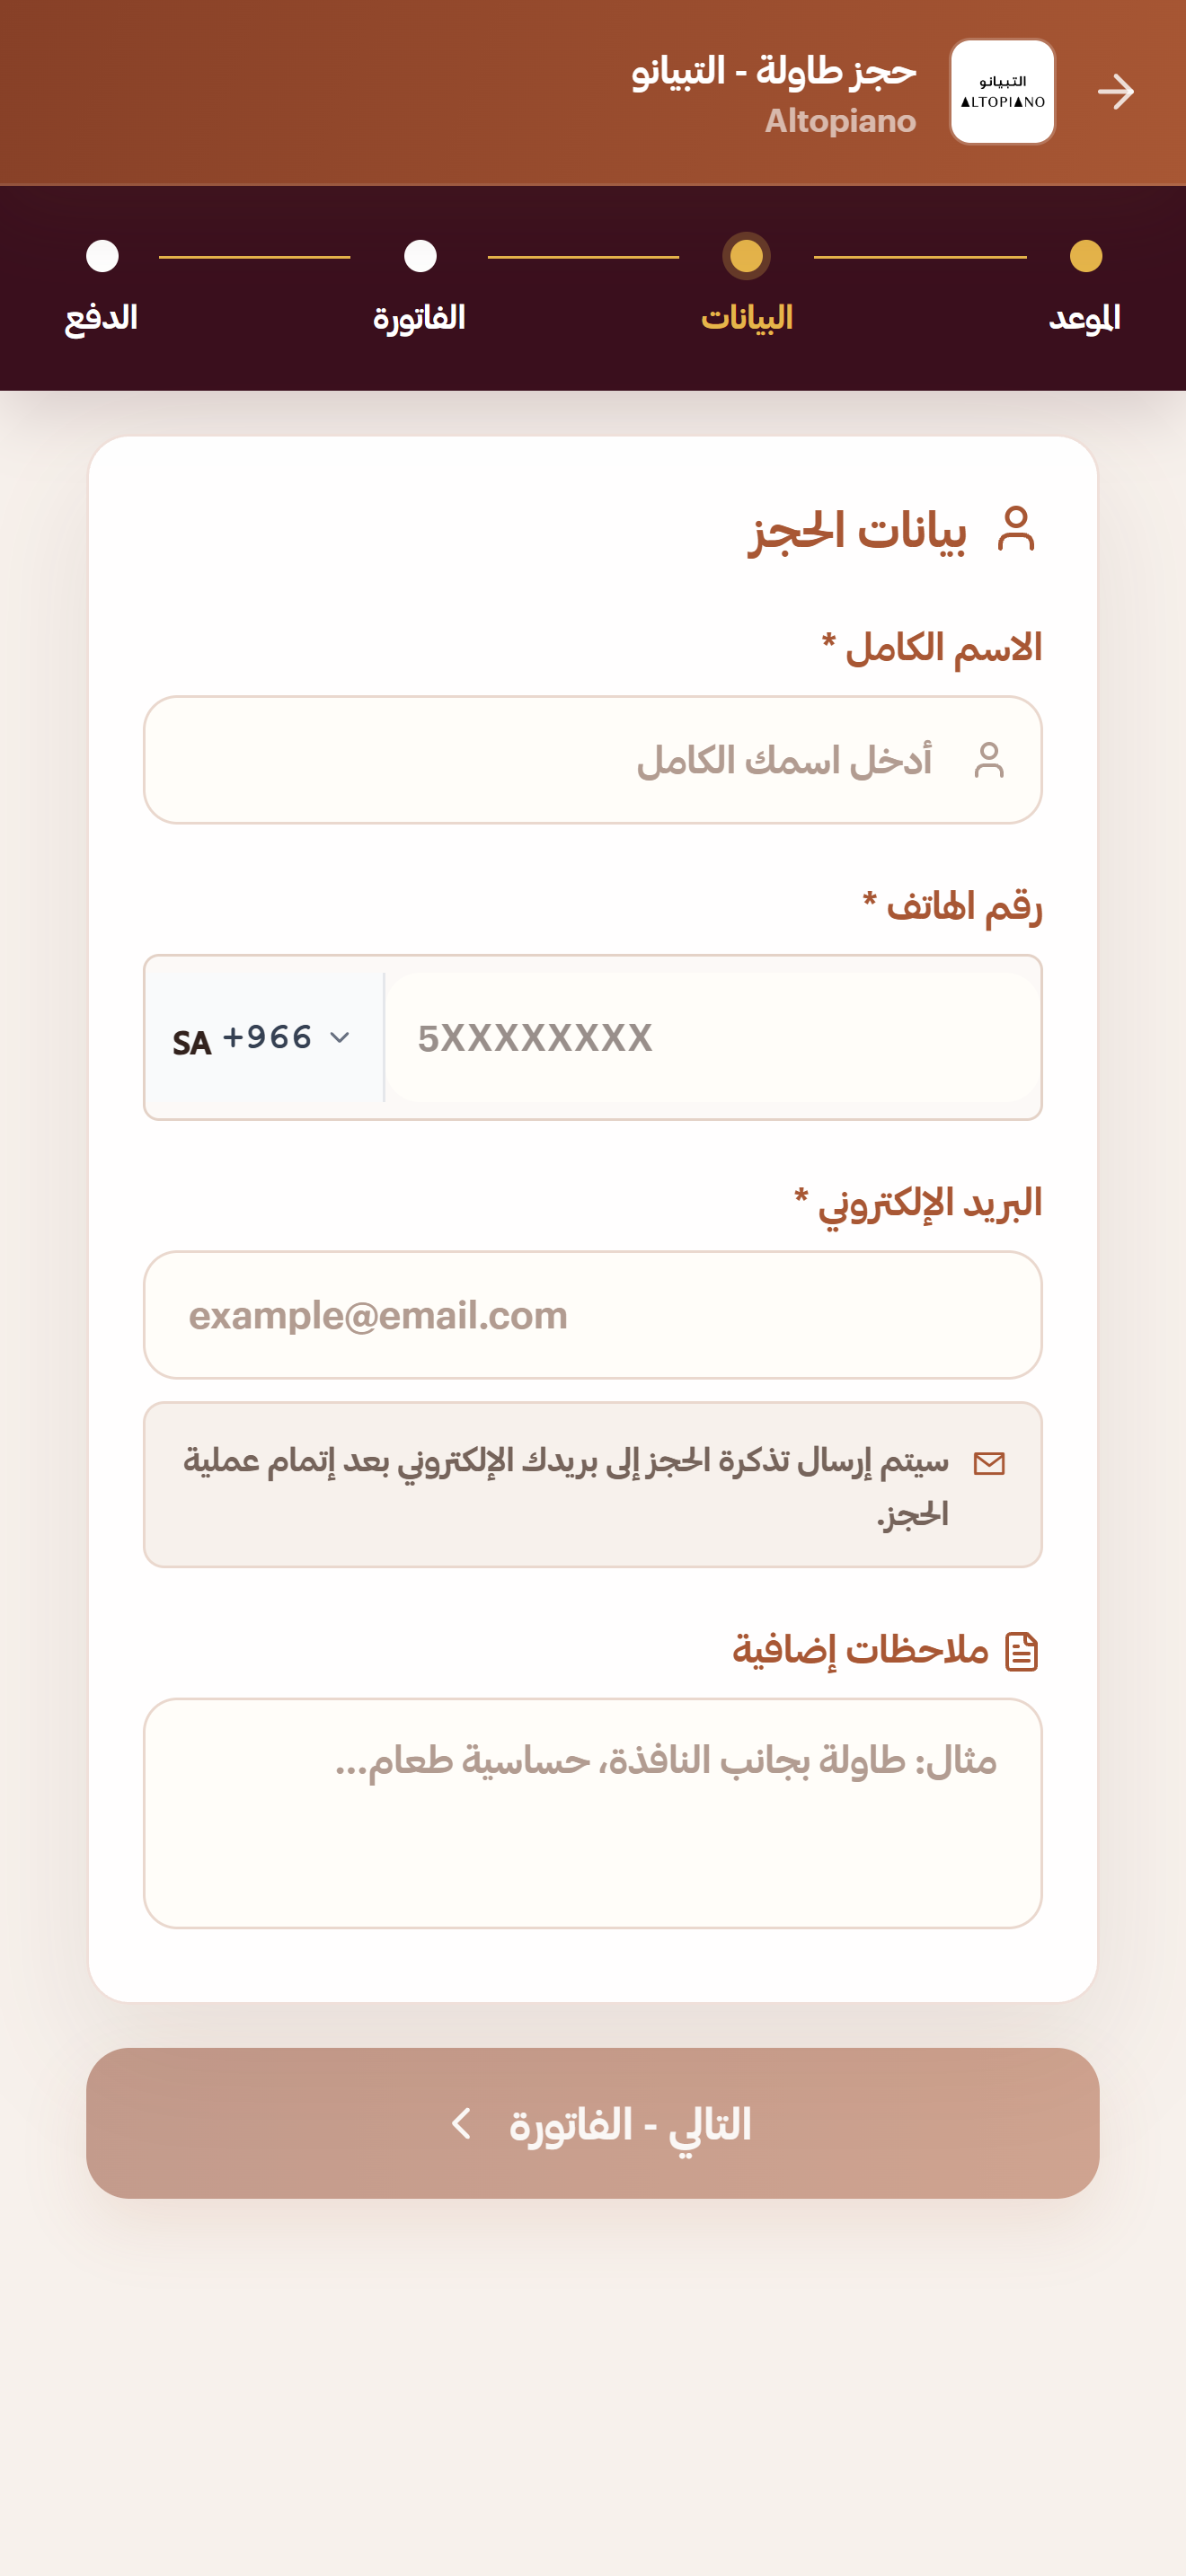 حجز طاولة - التبيانو
Altopiano
التبيانو
ALTOPIANO
الموعد
البيانات
الفاتورة
الدفع
بيانات الحجز
الاسم الكامل *
أدخل اسمك الكامل
رقم الهاتف *
SA +966
5XXXXXXXX
البريد الإلكتروني *
example@email.com
سيتم إرسال تذكرة الحجز إلى بريدك الإلكتروني بعد إتمام عملية
الحجز.
ملاحظات إضافية
مثال: طاولة بجانب النافذة، حساسية طعام...
التالي - الفاتورة